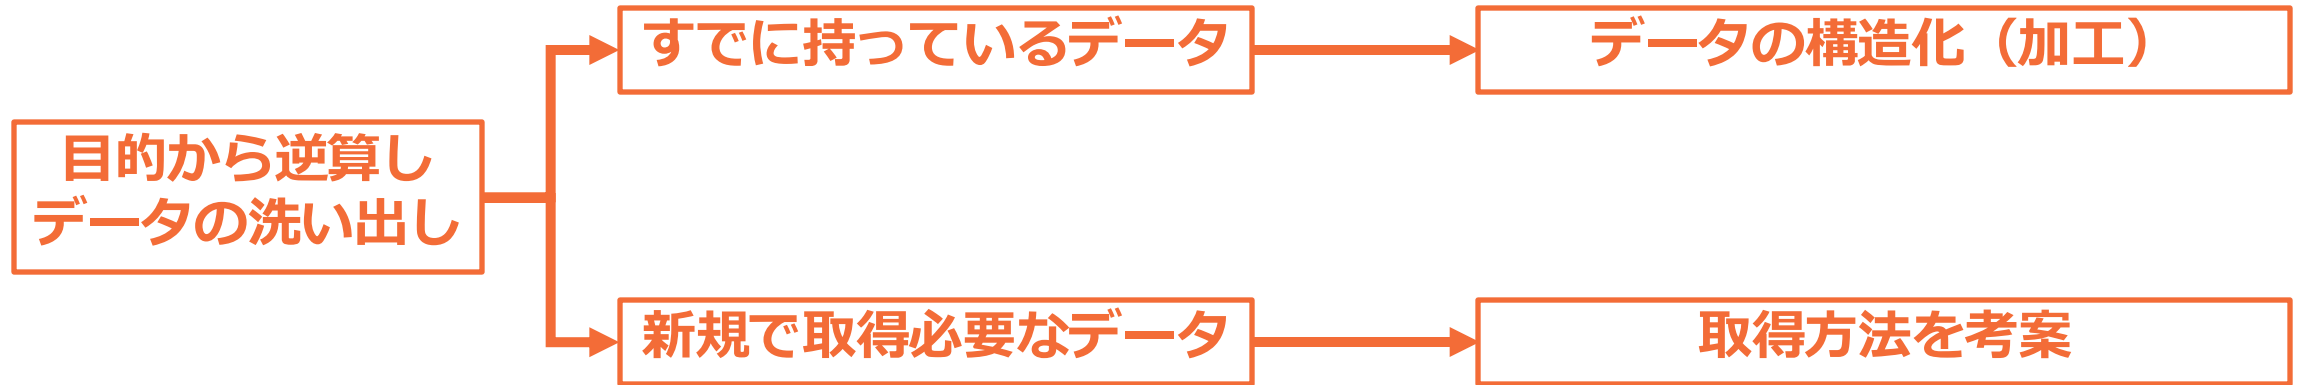 すでに持っているデータ
データの構造化（加工）
目的から逆算し
データの洗い出し
新規で取得必要なデータ
取得方法を考案